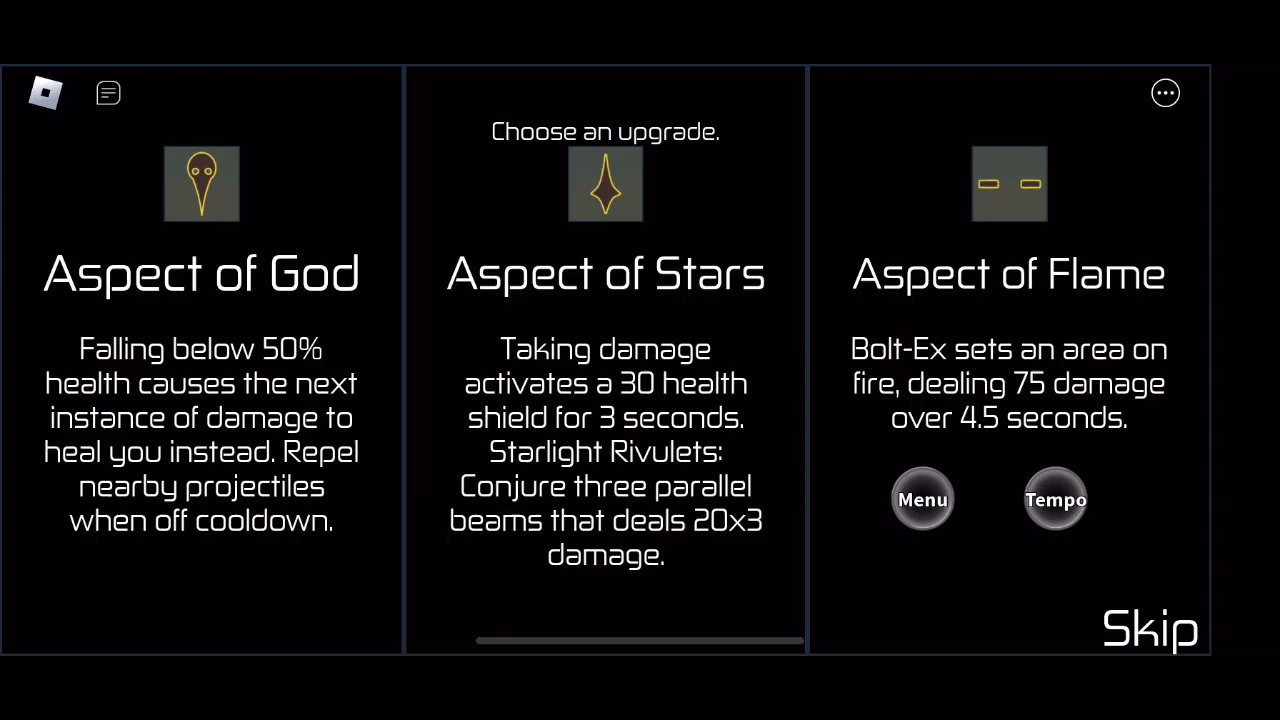 Choose an upgrade.
Aspect of God
Falling below 50%
health causes the next
instance of damage to
heal you instead. Repel
nearby projectiles
when off cooldown.
Aspect of Stars
Taking damage
activates a 30 health
shield for 3 seconds.
Starlight Rivulets:
Conjure three parallel
beams that deals 20x3
damage.
Aspect of Flame
Bolt-Ex sets an area on
fire, dealing 75 damage
over 4.5 seconds.
Menu
Tempo
Skip